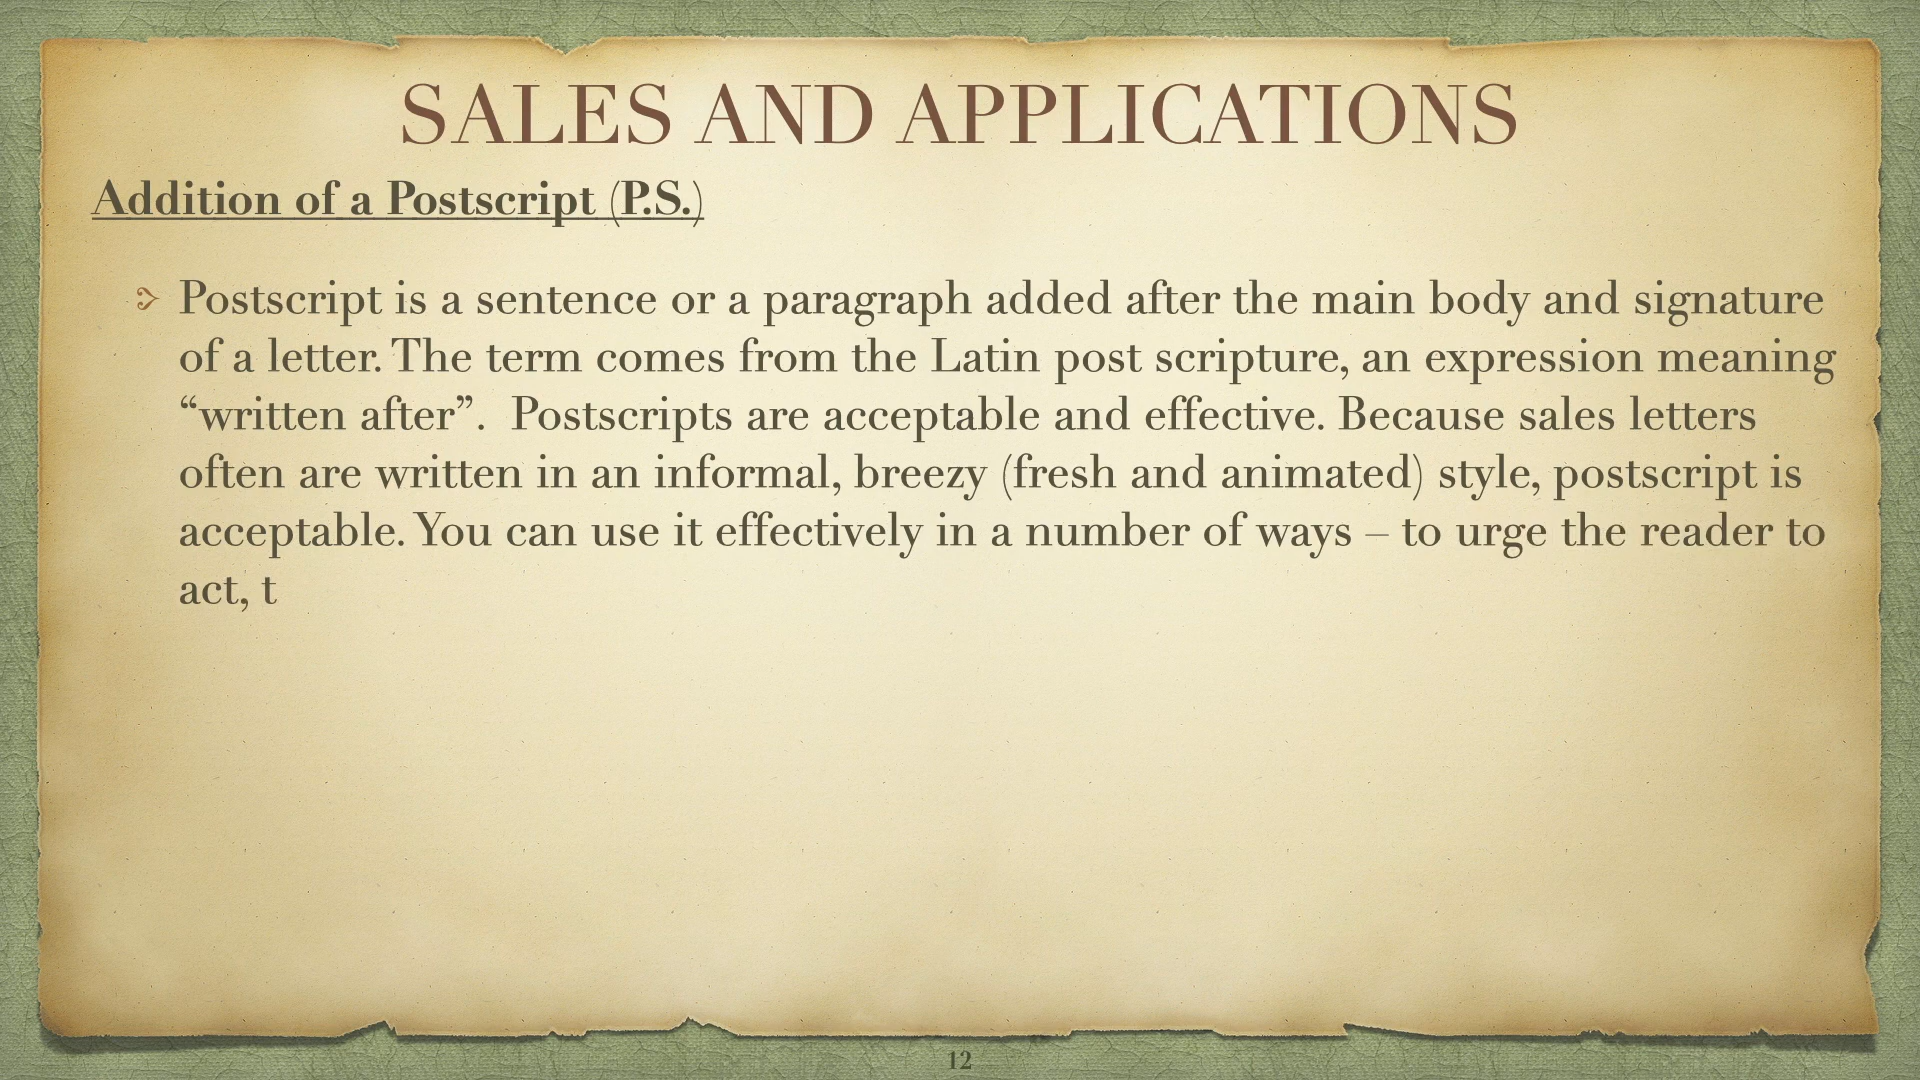 SALES AND APPLICATIONS
Addition of a Postscript (P.S.)
Postscript is a sentence or a paragraph added after the main body and signature
of a letter. The term comes from the Latin post scripture, an expression meaning
“written after”.  Postscripts are acceptable and effective. Because sales letters
often are written in an informal, breezy (fresh and animated) style, postscript is
acceptable. You can use it effectively in a number of ways – to urge the reader to
act, t
12